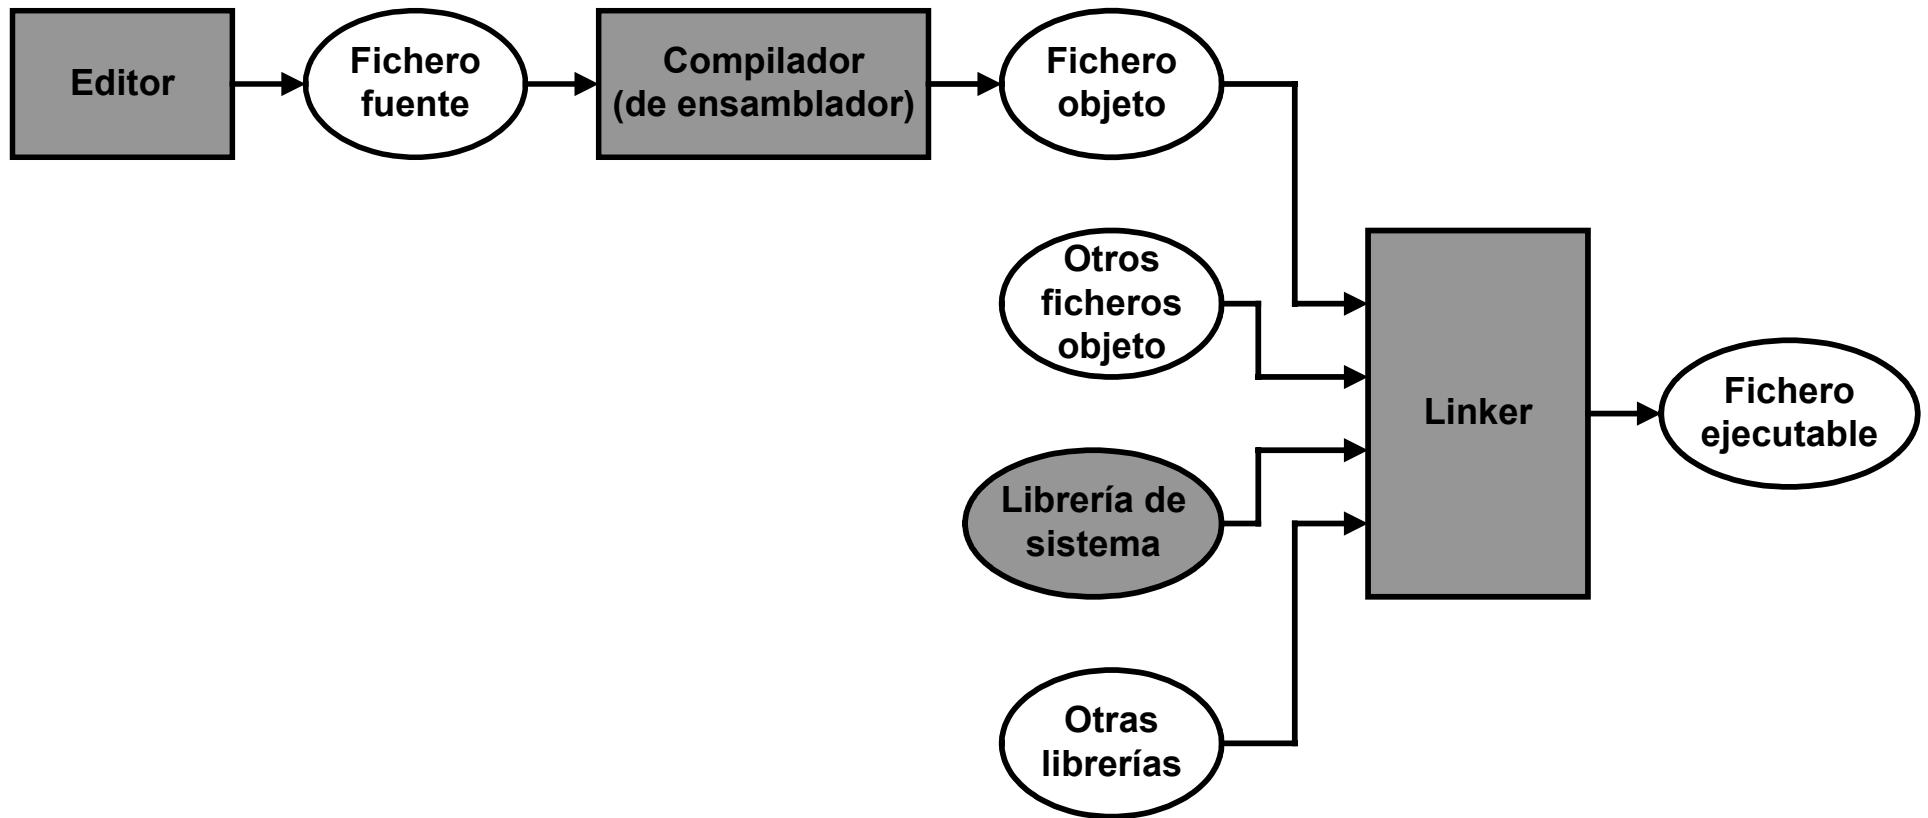 Editor
Fichero
fuente
Compilador
(de ensamblador)
Fichero
objeto
Otros
ficheros
objeto
Linker
Fichero
ejecutable
Librería de
sistema
Otras
librerías